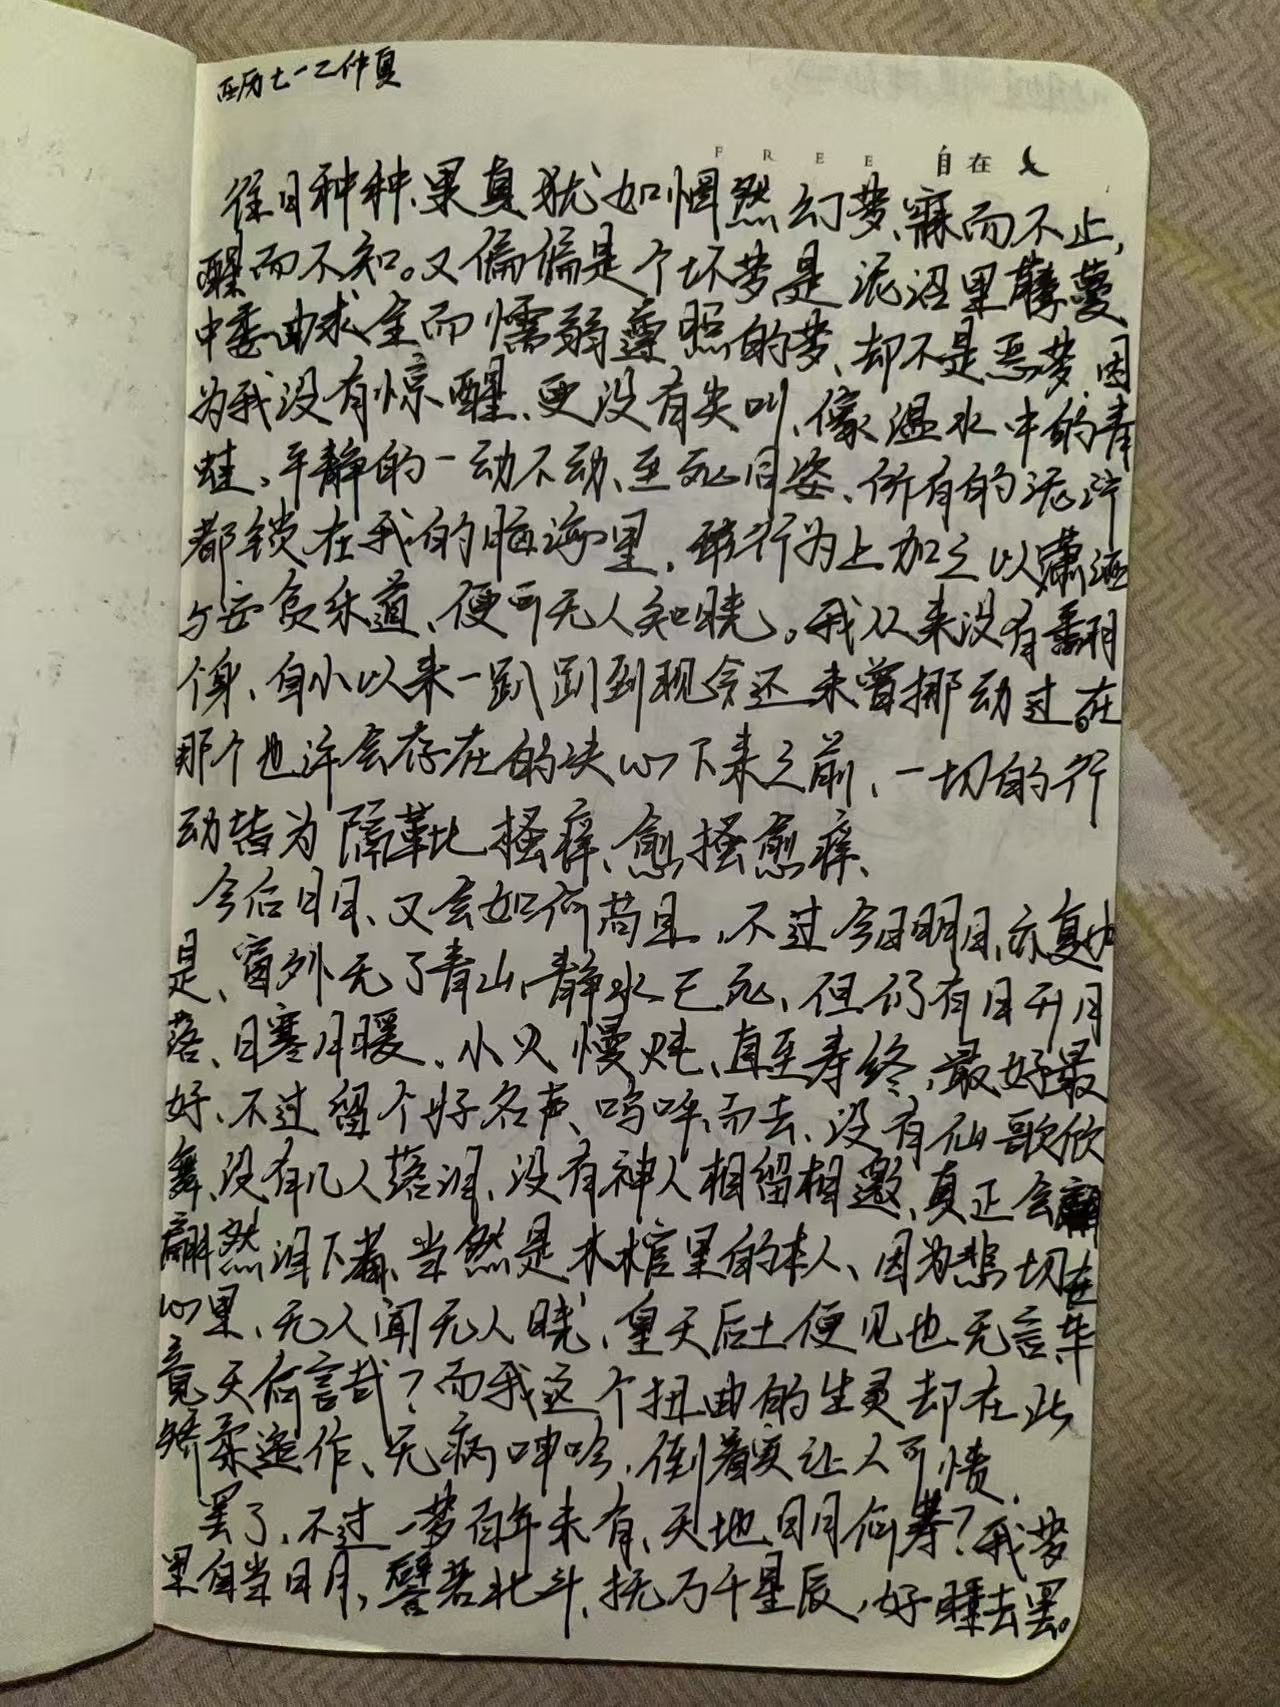 西历七一二仲夏
FREE 自在
往日种种、果真犹如惘然幻梦、寐而不止,
醒而不知。又偏偏是个坏梦是泥沼里藤蔓
中委曲求全而懦弱遵照的梦、却不是恶梦、因
为我没有惊醒、更没有尖叫、像温水中的青
蛙、平静的一动不动、至死同姿、所有的泥泞
都锁在我的脑海里,行为上加之以潇洒
与安贫乐道、便可无人知晓。我从来没有翻
个身、自小以来一趴趴到现今还未曾挪动过。在
那个也许会存在的决心下来之前、一切的行
动皆为隔靴搔痒、愈搔愈痒、
今后日月、又会如何苟且,不过今日明日、亦复如
是、窗外无了青山、静水已死、但仍有日升月
落、日寒月暖、小火慢炖、直至寿终,最好最
好、不过留个好名声、呜呼而去、没有仙歌欣
舞、没有几人落泪、没有神人相留相邀、真正会
翩然泪下者、当然是木棺里的本人、因为悲切在
心里、无人闻无人晓、皇天后土便见也无言、毕
竟天何言哉?而我这个扭曲的生灵却在此
矫柔造作、无病呻吟,倒着实让人可愤,
罢了,不过一梦百年未有、天地日月何寿?我梦
里自当日月,譬若北斗、抚万千星辰,好睡去罢。